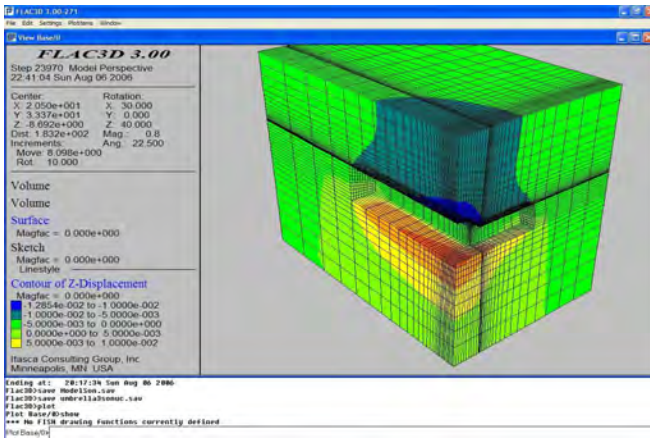 FLAC3D 3.00-271
File Edit Settings PlotItems Window
View Base/0
FLAC3D 3.00
Step 23970 Model Perspective
22:41:04 Sun Aug 06 2006
Center: Rotation:
X: 2.050e+001 X: 30.000
Y: 3.337e+001 Y: 0.000
Z: -8.692e+000 Z: 40.000
Dist: 1.832e+002 Mag.: 0.8
Increments: Ang.: 22.500
Move: 8.098e+000
Rot.: 10.000
Volume
Volume
Surface
Magfac = 0.000e+000
Sketch
Magfac = 0.000e+000
Linestyle
Contour of Z-Displacement
Magfac = 0.000e+000
-1.2854e-002 to -1.0000e-002
-1.0000e-002 to -5.0000e-003
-5.0000e-003 to 0.0000e+000
0.0000e+000 to 5.0000e-003
5.0000e-003 to 1.0000e-002
Itasca Consulting Group, Inc.
Minneapolis, MN USA
Ending at: 20:17:34 Sun Aug 06 2006
Flac3D>save ModelSon.sav
Flac3D>save umbrella3sonuc.sav
Flac3D>plot
Plot Base/0>show
*** No FISH drawing functions currently defined
Plot Base/0>